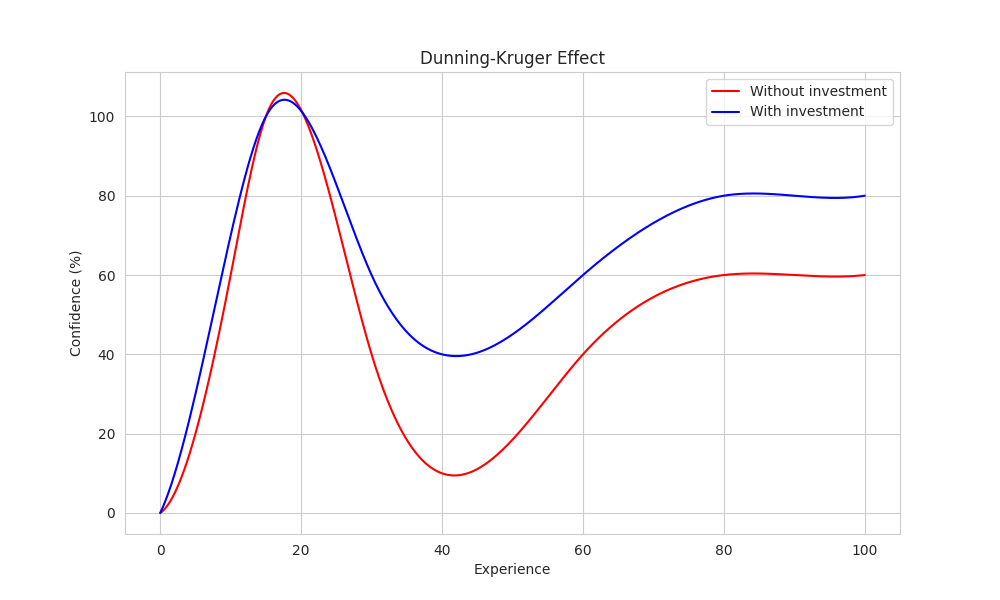 Dunning-Kruger Effect
Without investment
With investment
100
80
60
40
20
0
Confidence (%)
0 20 40 60 80 100
Experience